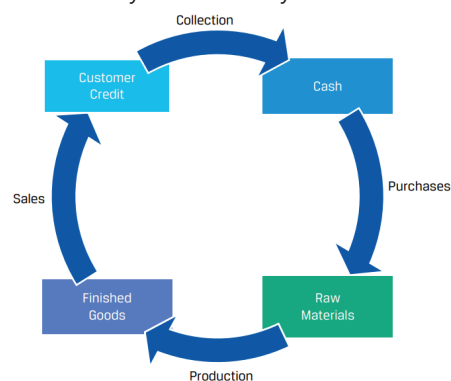 Collection
Customer
Credit
Cash
Sales
Purchases
Finished
Goods
Raw
Materials
Production